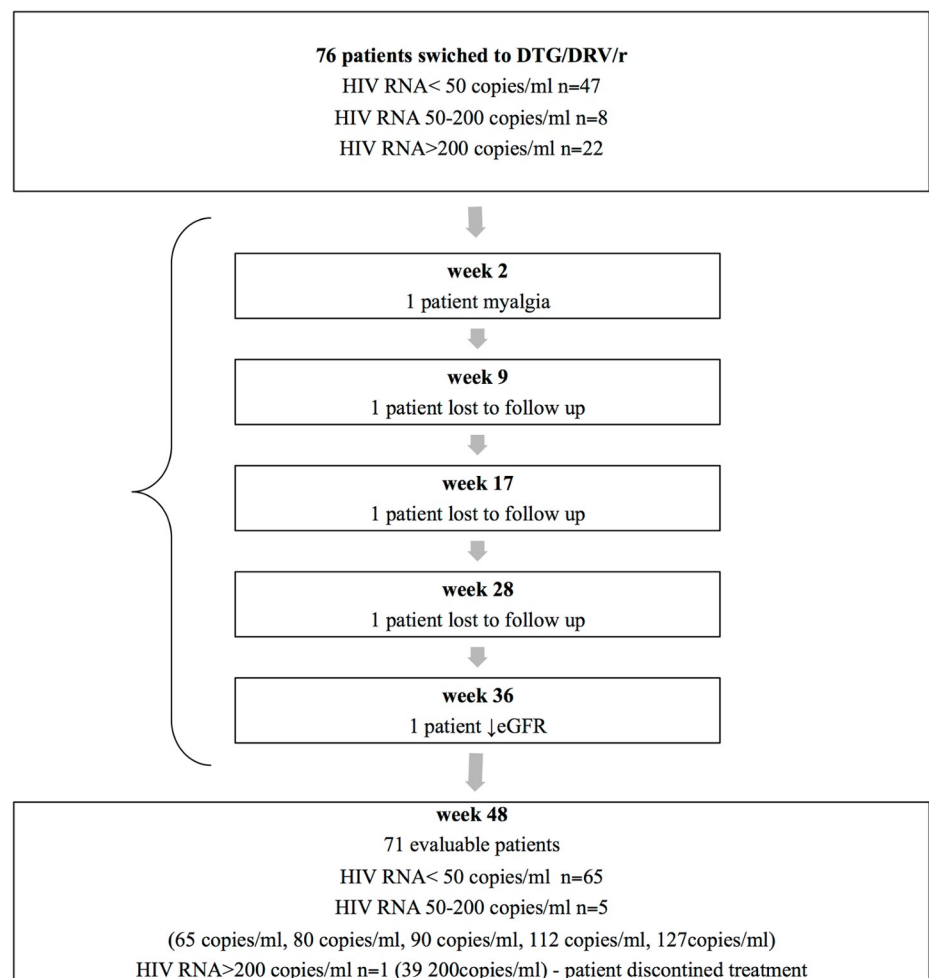 76 patients swiched to DTG/DRV/r
HIV RNA< 50 copies/ml n=47
HIV RNA 50-200 copies/ml n=8
HIV RNA>200 copies/ml n=22
week 2
1 patient myalgia
week 9
1 patient lost to follow up
week 17
1 patient lost to follow up
week 28
1 patient lost to follow up
week 36
1 patient ↓eGFR
week 48
71 evaluable patients
HIV RNA< 50 copies/ml n=65
HIV RNA 50-200 copies/ml n=5
(65 copies/ml, 80 copies/ml, 90 copies/ml, 112 copies/ml, 127copies/ml)
HIV RNA>200 copies/ml n=1 (39 200copies/ml) - patient discontined treatment